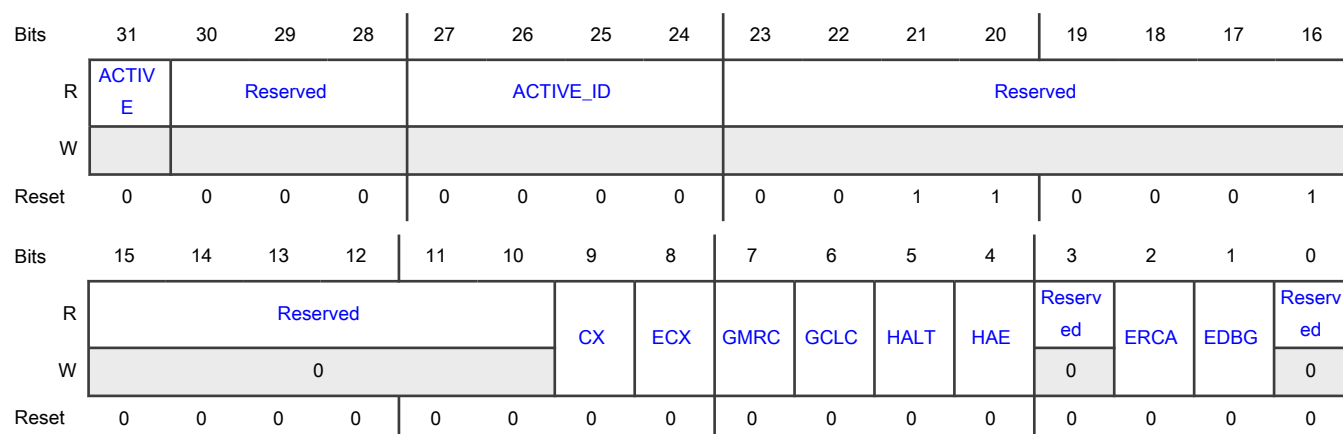 Bits 31 30 29 28 27 26 25 24 23 22 21 20 19 18 17 16
R ACTIV
E Reserved ACTIVE_ID Reserved
W
Reset 0 0 0 0 0 0 0 0 0 0 1 1 0 0 0 1
Bits 15 14 13 12 11 10 9 8 7 6 5 4 3 2 1 0
R Reserved CX ECX GMRC GCLC HALT HAE Reserv
ed ERCA EDBG Reserv
ed
W 0 0 0
Reset 0 0 0 0 0 0 0 0 0 0 0 0 0 0 0 0